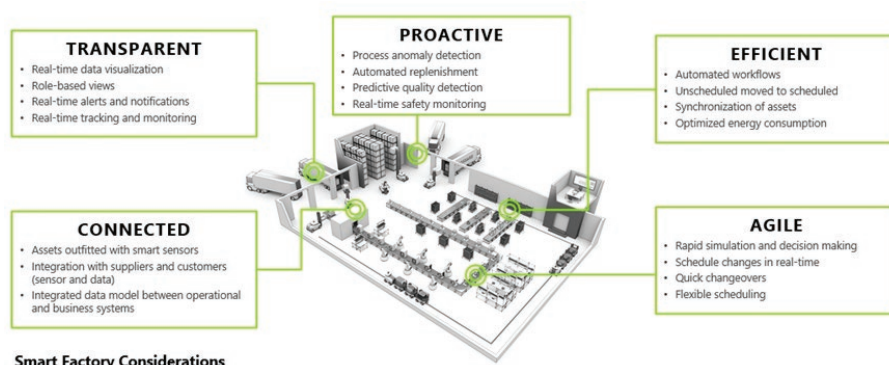 TRANSPARENT
• Real-time data visualization
• Role-based views
• Real-time alerts and notifications
• Real-time tracking and monitoring
PROACTIVE
• Process anomaly detection
• Automated replenishment
• Predictive quality detection
• Real-time safety monitoring
EFFICIENT
• Automated workflows
• Unscheduled moved to scheduled
• Synchronization of assets
• Optimized energy consumption
CONNECTED
• Assets outfitted with smart sensors
• Integration with suppliers and customers
(sensor and data)
• Integrated data model between operational
and business systems
AGILE
• Rapid simulation and decision making
• Schedule changes in real-time
• Quick changeovers
• Flexible scheduling
Smart Factory Considerations